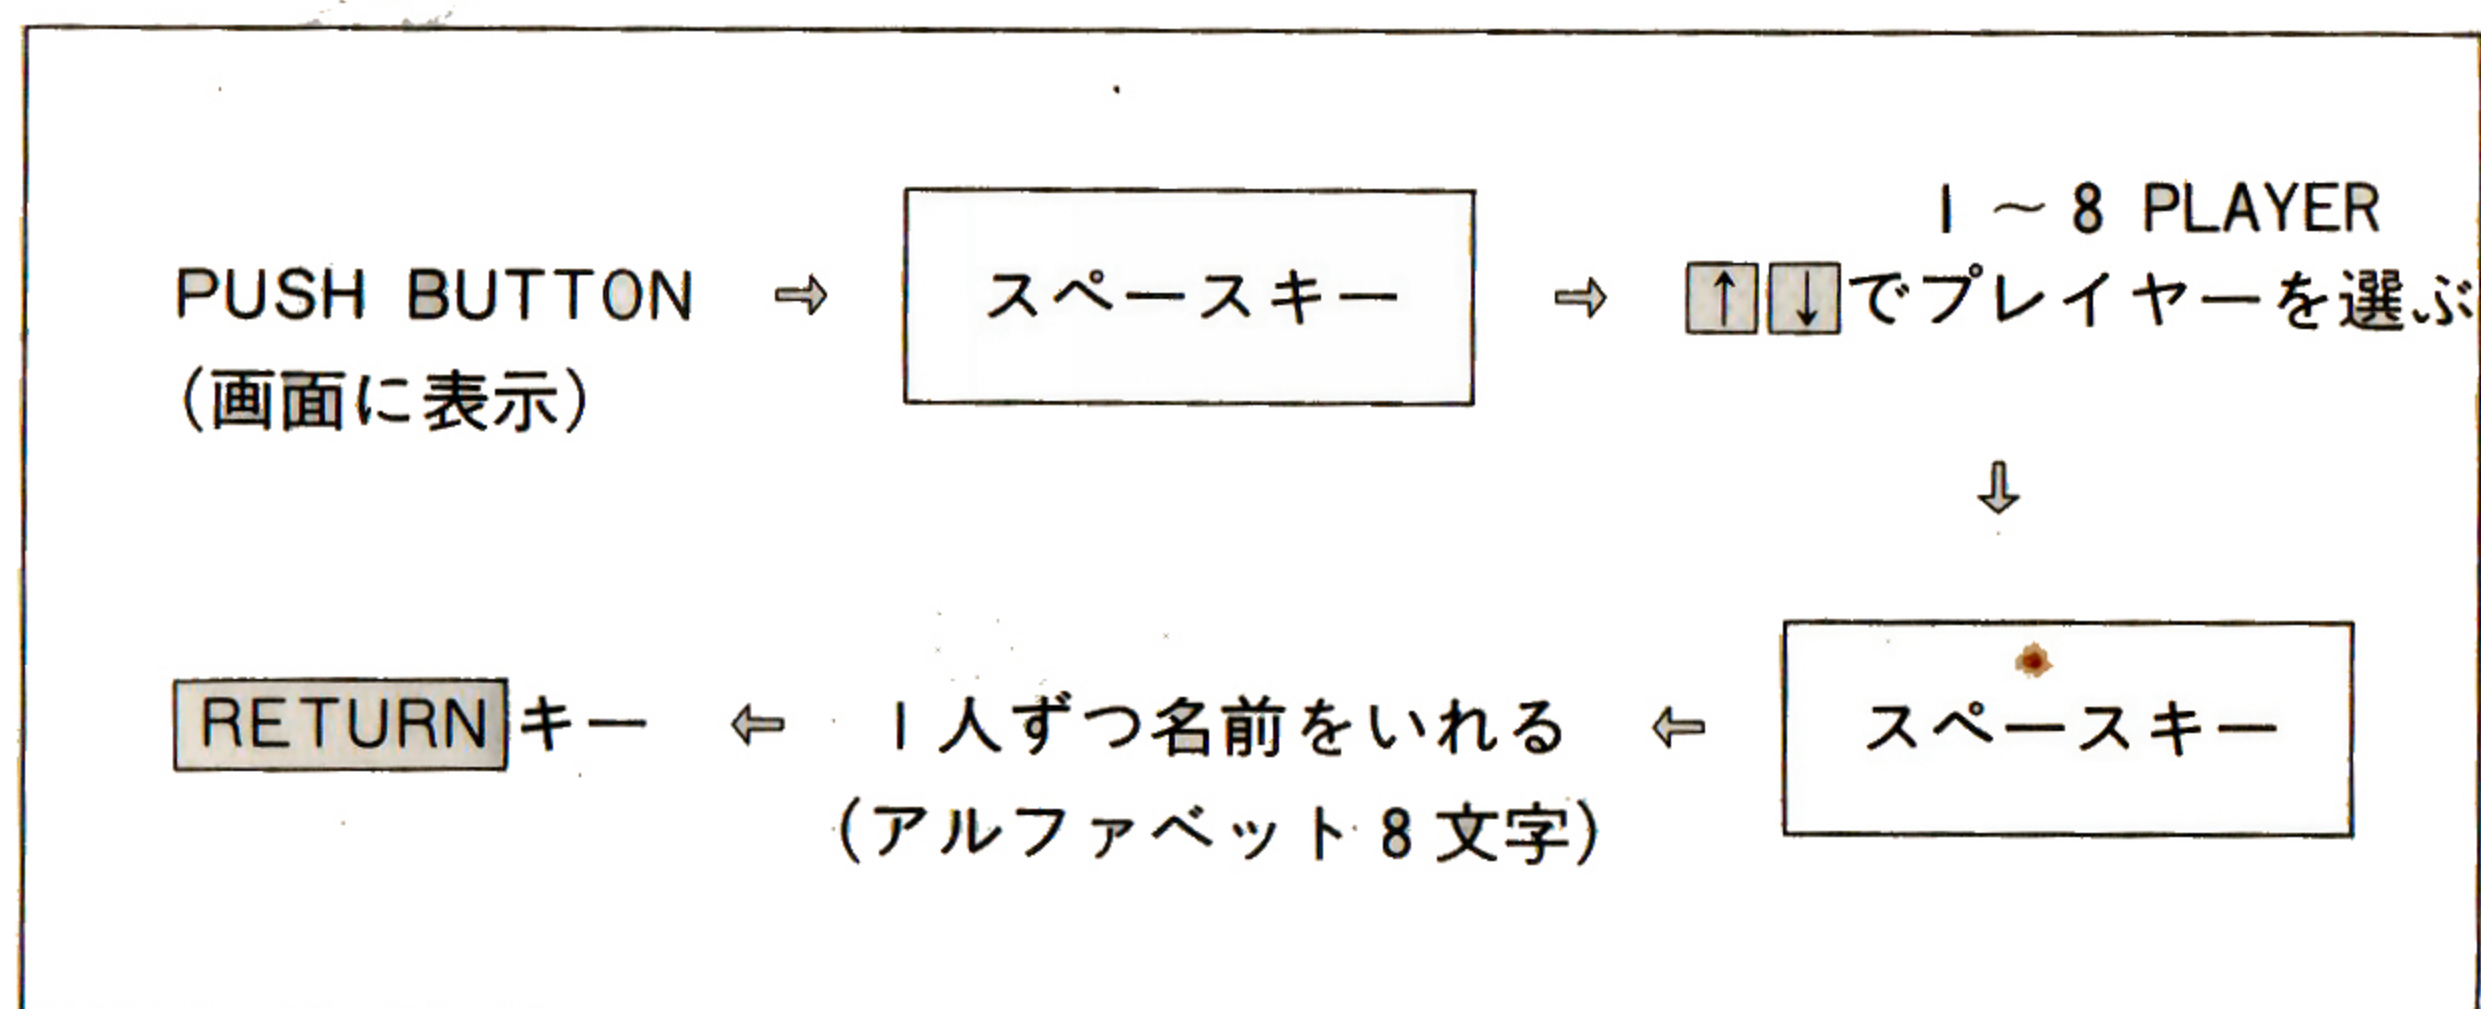 PUSH BUTTON ⇨ スペースキー ⇨ 1～8 PLAYER
↑↓でプレイヤーを選ぶ
(画面に表示)
⇩
スペースキー
⇦
1人ずつ名前をいれる
(アルファベット8文字)
⇦
RETURNキー